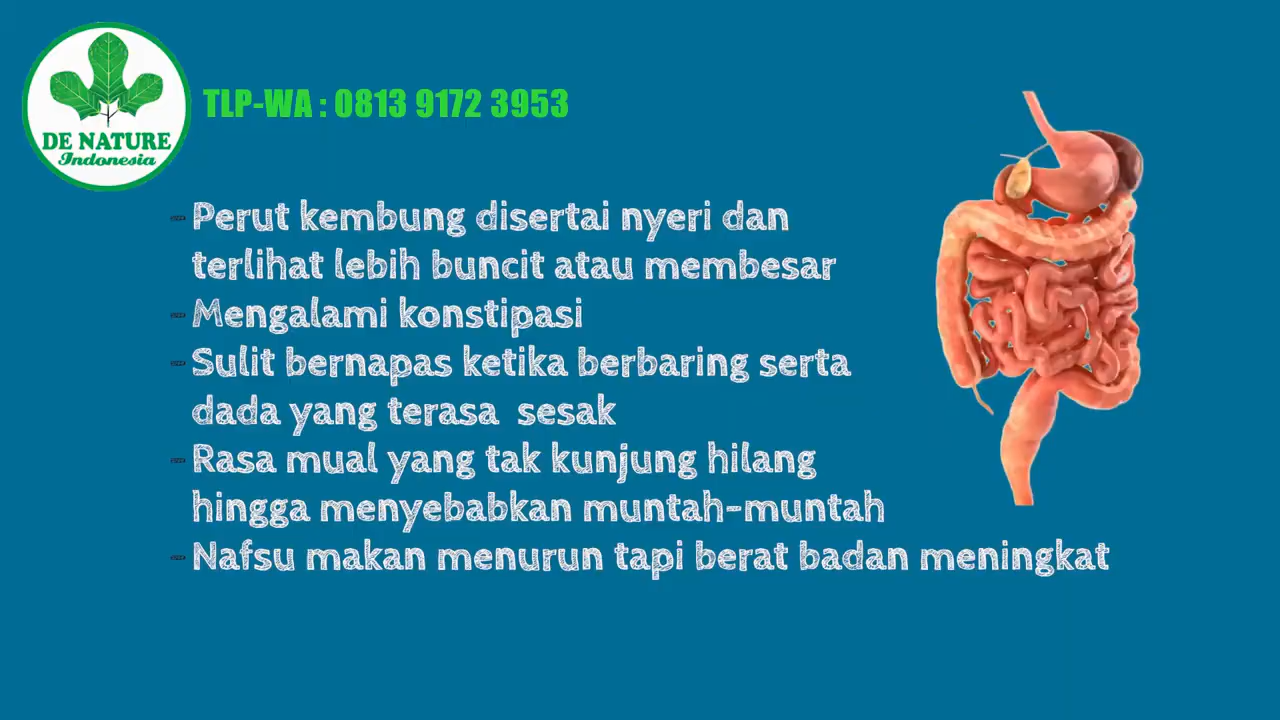 DE NATURE
Indonesia
TLP-WA : 0813 9172 3953
- Perut kembung disertai nyeri dan
terlihat lebih buncit atau membesar
- Mengalami konstipasi
- Sulit bernapas ketika berbaring serta
dada yang terasa sesak
- Rasa mual yang tak kunjung hilang
hingga menyebabkan muntah-muntah
- Nafsu makan menurun tapi berat badan meningkat